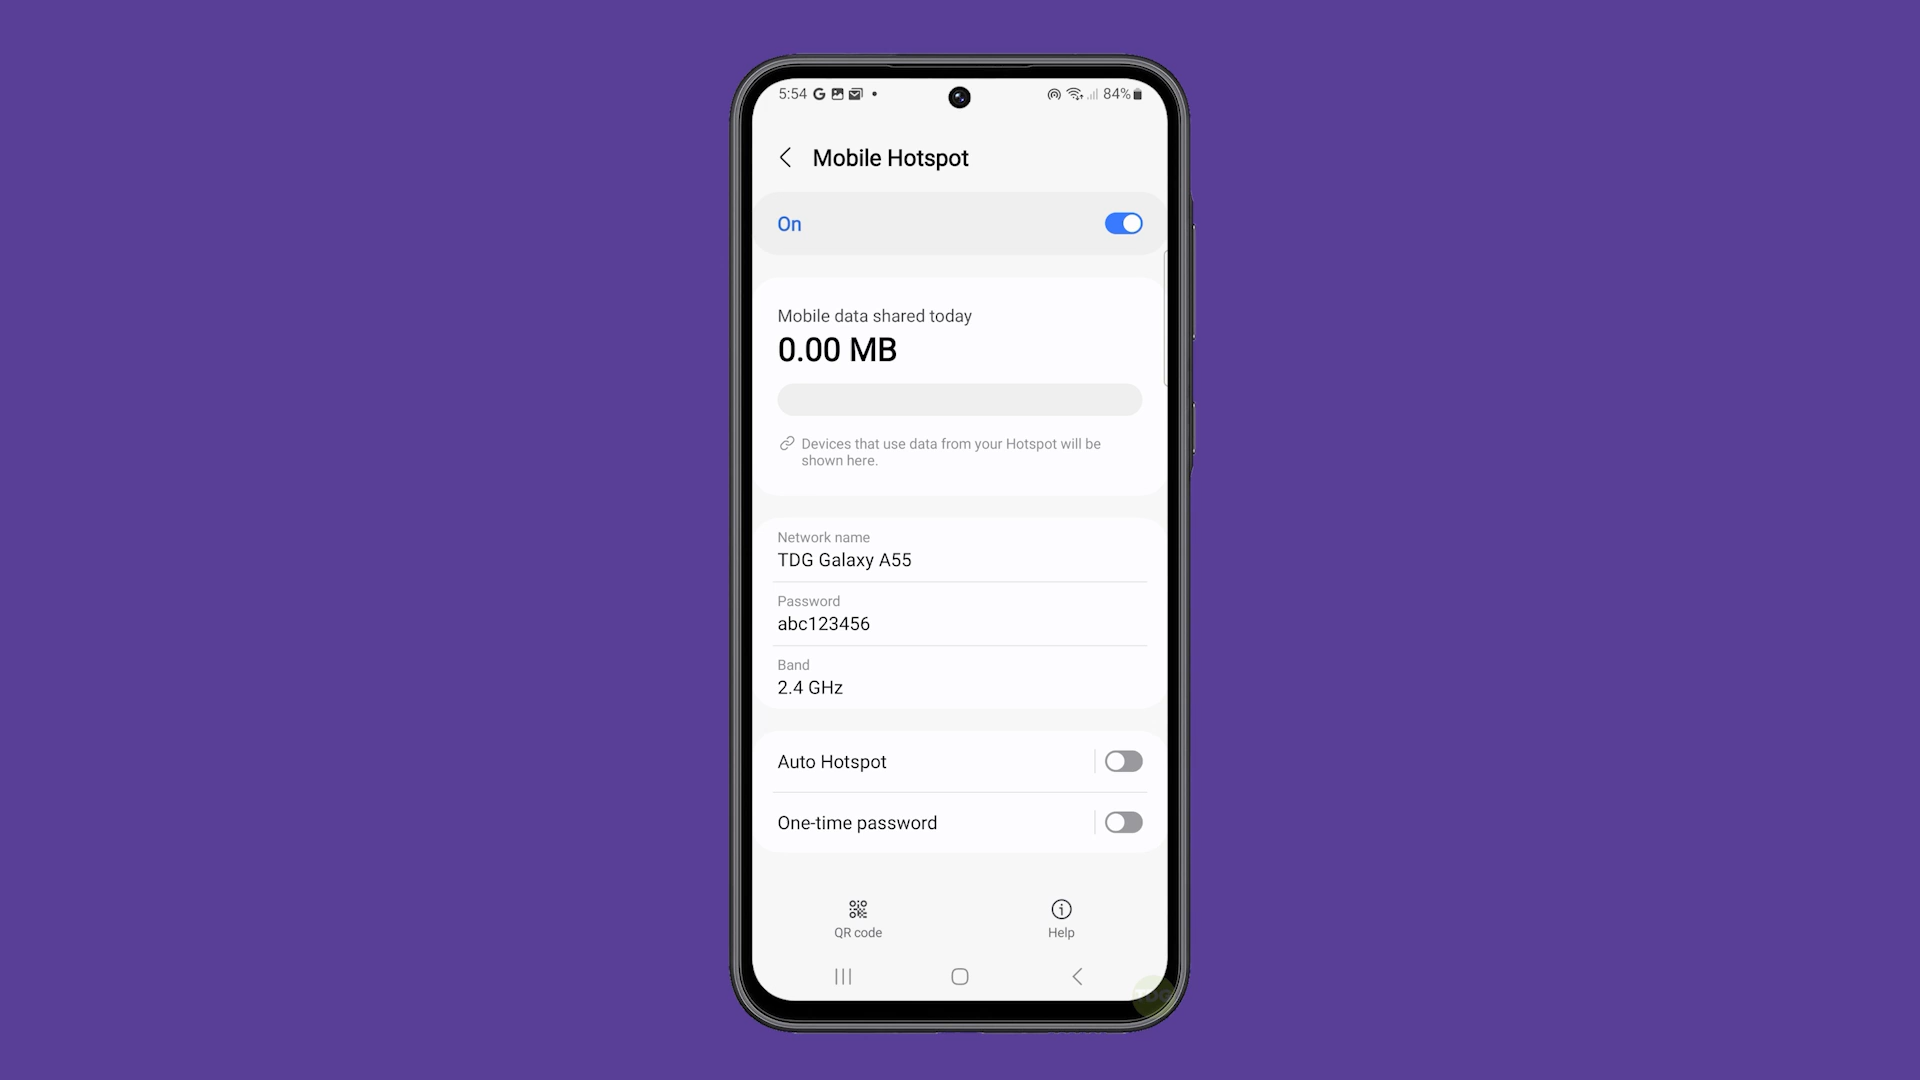 5:54
84%
Mobile Hotspot
On
Mobile data shared today
0.00 MB
Devices that use data from your Hotspot will be
shown here.
Network name
TDG Galaxy A55
Password
abc123456
Band
2.4 GHz
Auto Hotspot
One-time password
QR code
Help
TDG